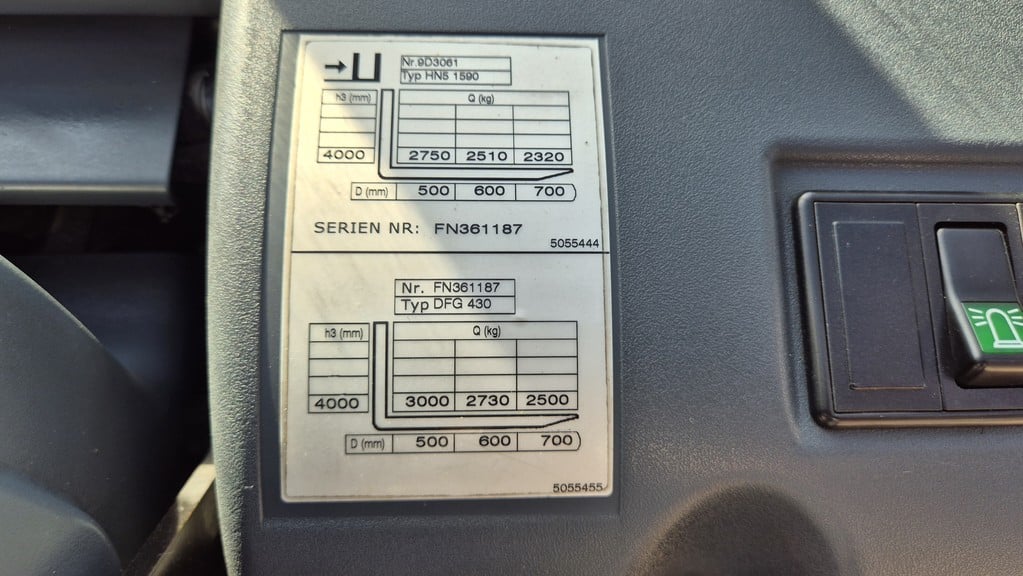 Nr.9D3061
Typ HN5 1590
h3 (mm) Q (kg)
4000 2750 2510 2320
D (mm) 500 600 700
SERIEN NR: FN361187
5055444
Nr. FN361187
Typ DFG 430
h3 (mm) Q (kg)
4000 3000 2730 2500
D (mm) 500 600 700
5055455